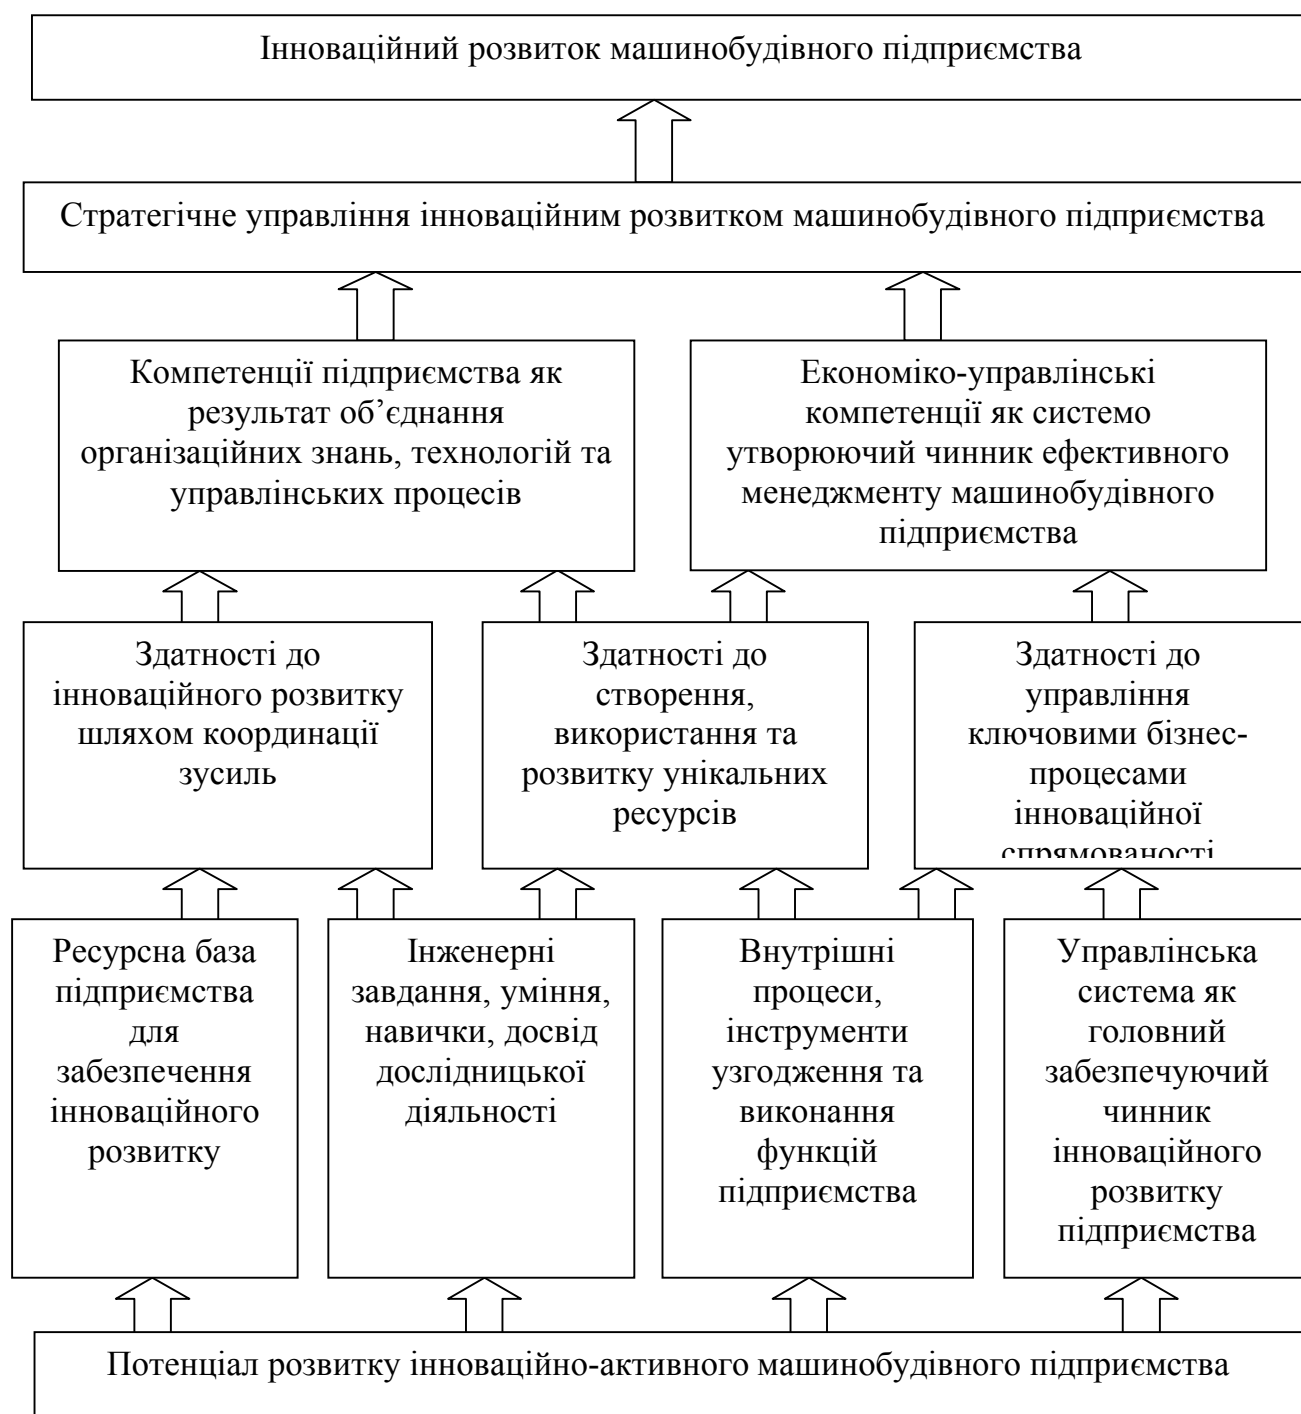 Інноваційний розвиток машинобудівного підприємства
Стратегічне управління інноваційним розвитком машинобудівного підприємства
Компетенції підприємства як
результат об’єднання
організаційних знань, технологій та
управлінських процесів
Економіко-управлінські
компетенції як системо
утворюючий чинник ефективного
менеджменту машинобудівного
підприємства
Здатності до
інноваційного розвитку
шляхом координації
зусиль
Здатності до
створення,
використання та
розвитку унікальних
ресурсів
Здатності до
управління
ключовими бізнес-
процесами
інноваційної
спрямованості
Ресурсна база
підприємства
для
забезпечення
інноваційного
розвитку
Інженерні
завдання, уміння,
навички, досвід
дослідницької
діяльності
Внутрішні
процеси,
інструменти
узгодження та
виконання
функцій
підприємства
Управлінська
система як
головний
забезпечуючий
чинник
інноваційного
розвитку
підприємства
Потенціал розвитку інноваційно-активного машинобудівного підприємства